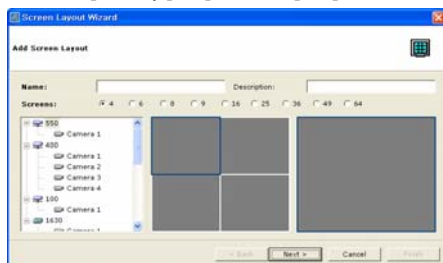 Screen Layout Wizard
Add Screen Layout
Name: Description:
Screens: 4 6 8 9 16 25 36 49 64
550
Camera 1
400
Camera 1
Camera 2
Camera 3
Camera 4
100
Camera 1
1630
Camera 1
< Back Next > Cancel Finish